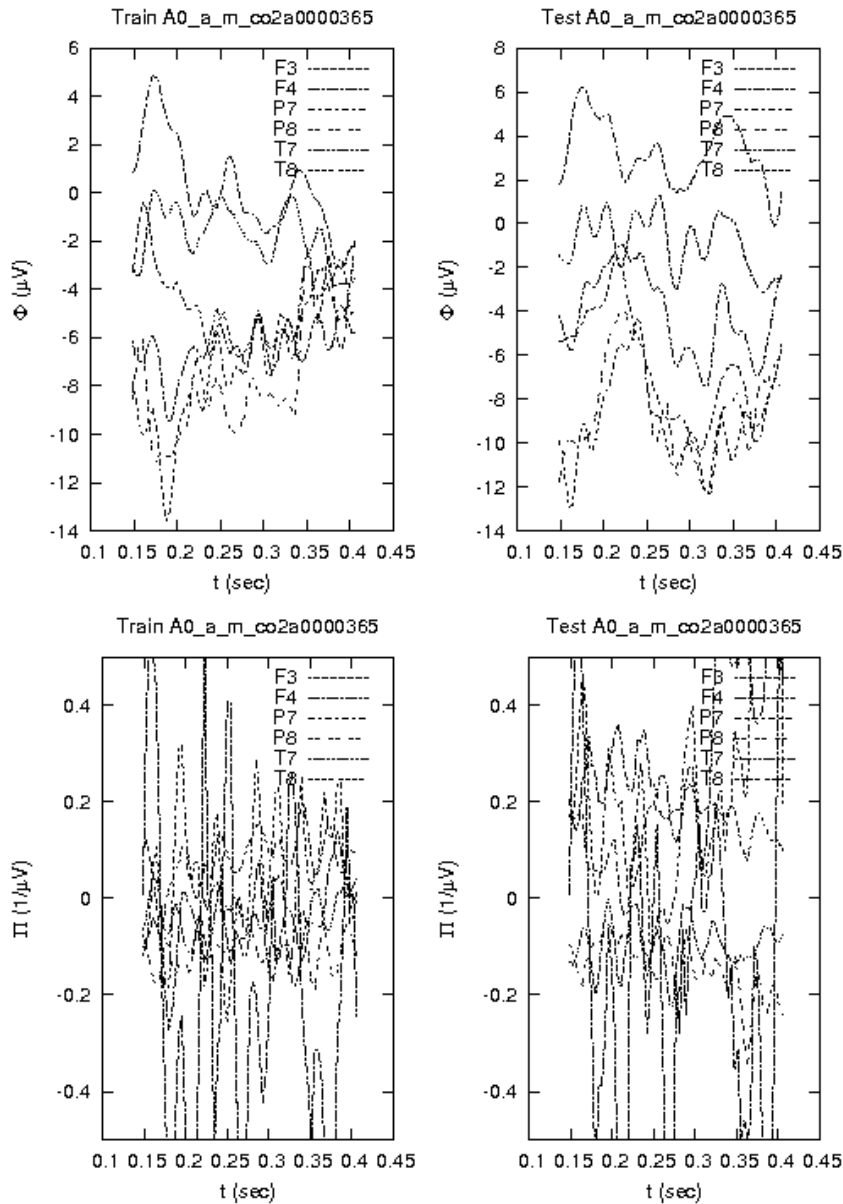 Train A0_a_m_co2a0000365
6
4
2
0
-2
-4
-6
-8
-10
-12
-14
Φ (μV)
F3
F4
P7
P8
T7
T8
0.1 0.15 0.2 0.25 0.3 0.35 0.4 0.45
t (sec)
Test A0_a_m_co2a0000365
8
6
4
2
0
-2
-4
-6
-8
-10
-12
-14
Φ (μV)
F3
F4
P7
P8
T7
T8
0.1 0.15 0.2 0.25 0.3 0.35 0.4 0.45
t (sec)
Train A0_a_m_co2a0000365
0.4
0.2
0
-0.2
-0.4
Π (1/μV)
F3
F4
P7
P8
T7
T8
0.1 0.15 0.2 0.25 0.3 0.35 0.4 0.45
t (sec)
Test A0_a_m_co2a0000365
0.4
0.2
0
-0.2
-0.4
Π (1/μV)
F3
F4
P7
P8
T7
T8
0.1 0.15 0.2 0.25 0.3 0.35 0.4 0.45
t (sec)